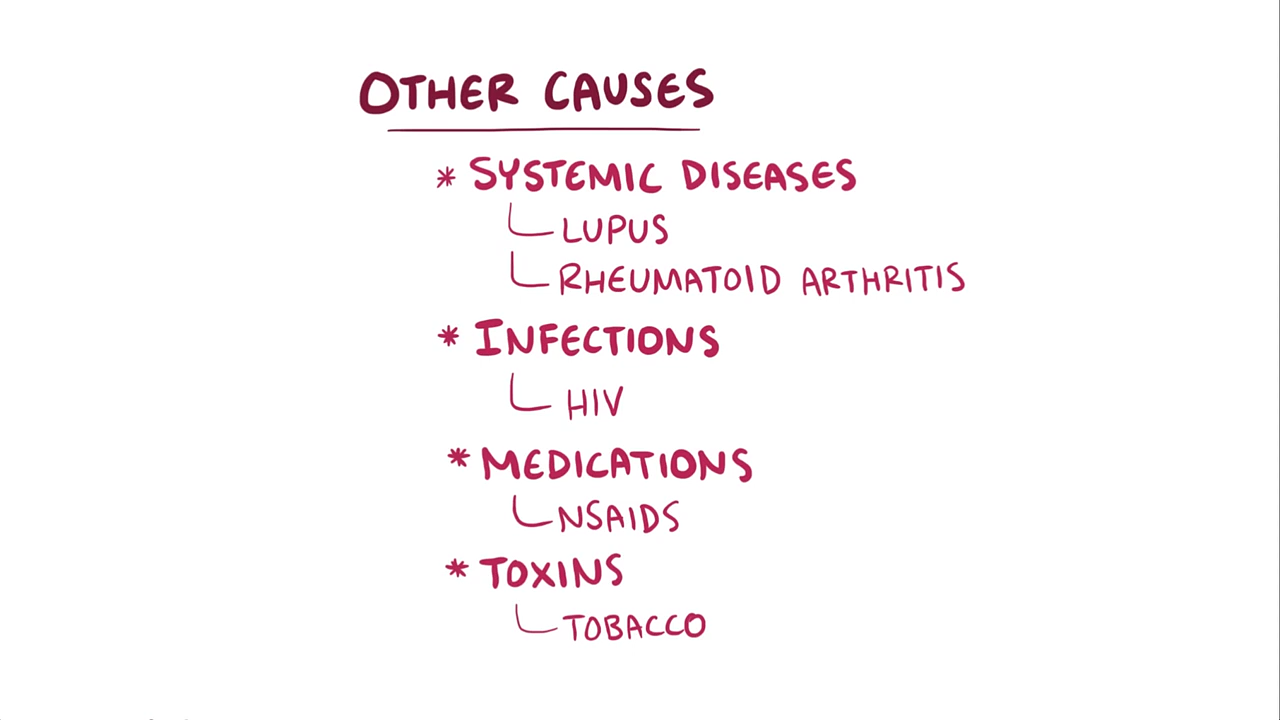 OTHER CAUSES
* SYSTEMIC DISEASES
LUPUS
RHEUMATOID ARTHRITIS
* INFECTIONS
HIV
* MEDICATIONS
NSAIDS
* TOXINS
TOBACCO